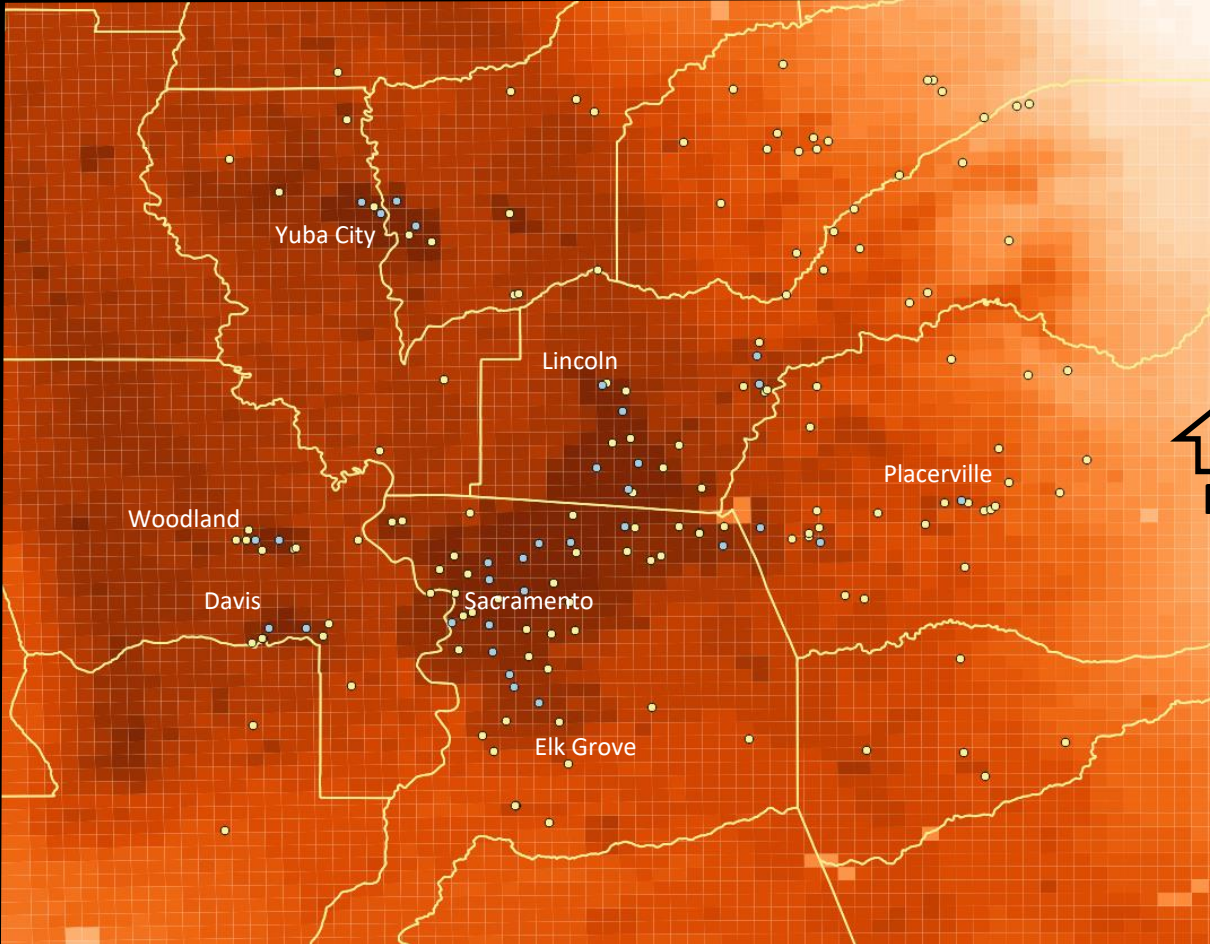 Yuba City
Lincoln
Placerville
Woodland
Davis
Sacramento
Elk Grove